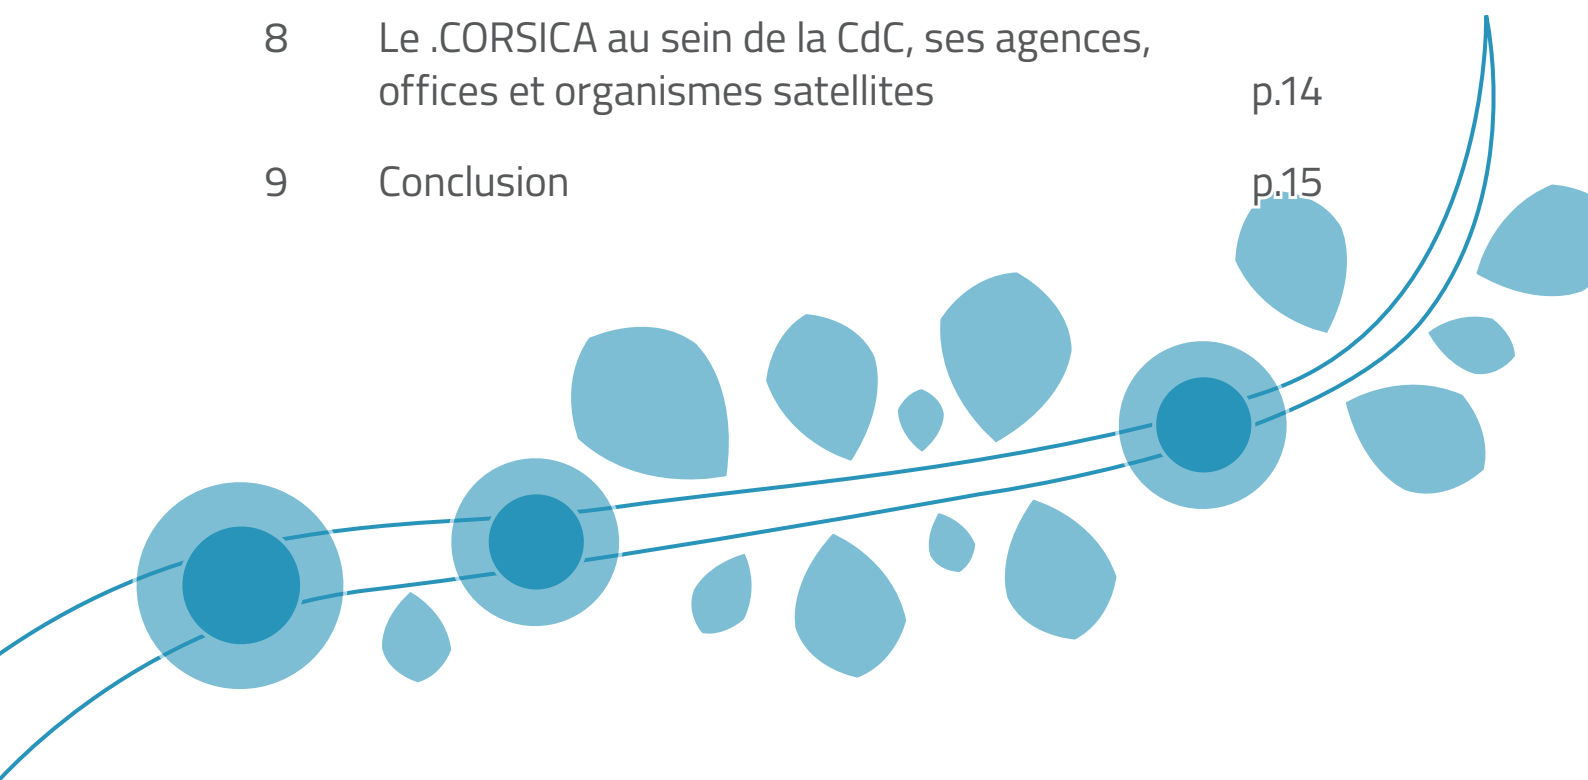 8 Le .CORSICA au sein de la CdC, ses agences,
offices et organismes satellites p.14
9 Conclusion p.15